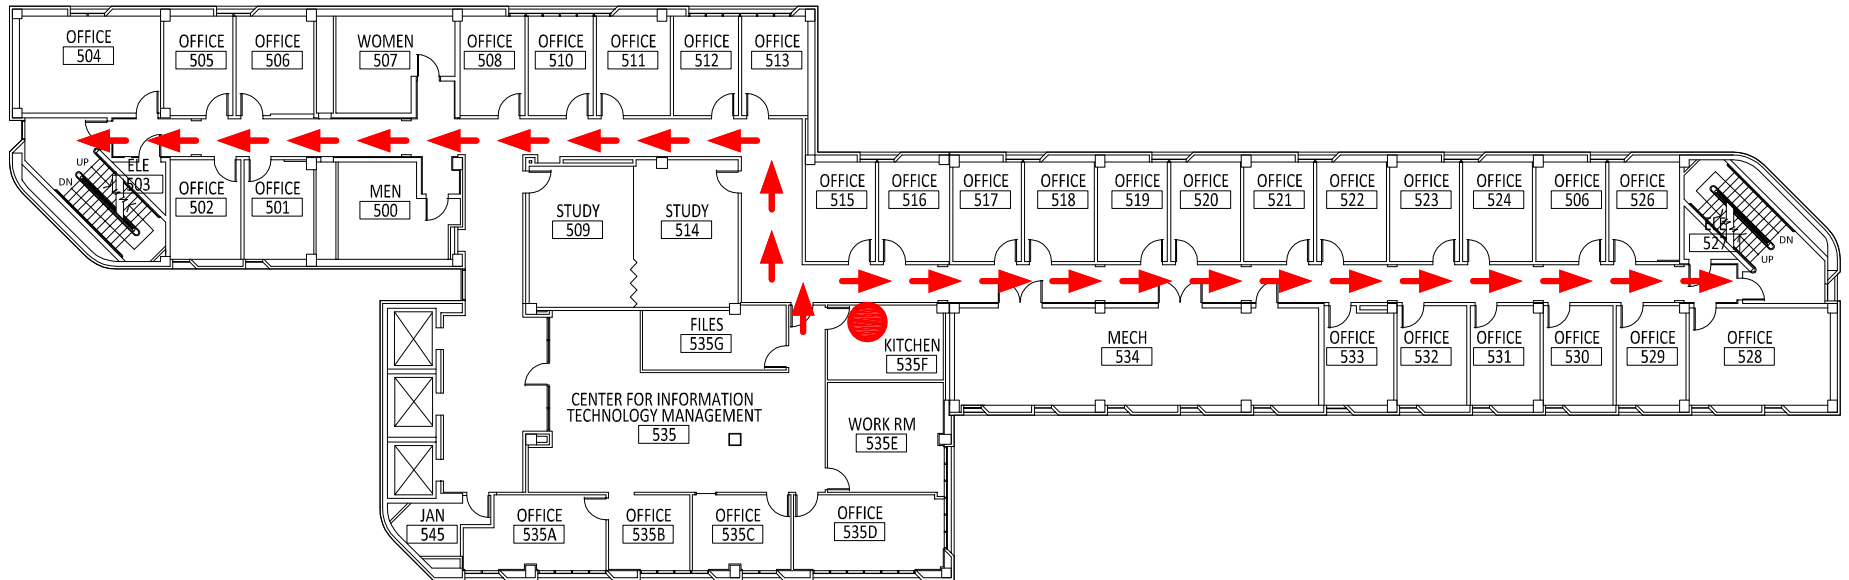 OFFICE
504
OFFICE
505
OFFICE
506
WOMEN
507
OFFICE
508
OFFICE
510
OFFICE
511
OFFICE
512
OFFICE
513
UP
DN
ELE
503
OFFICE
502
OFFICE
501
MEN
500
STUDY
509
STUDY
514
OFFICE
515
OFFICE
516
OFFICE
517
OFFICE
518
OFFICE
519
OFFICE
520
OFFICE
521
OFFICE
522
OFFICE
523
OFFICE
524
OFFICE
506
OFFICE
526
ELE
527
DN
UP
FILES
535G
KITCHEN
535F
MECH
534
OFFICE
533
OFFICE
532
OFFICE
531
OFFICE
530
OFFICE
529
OFFICE
528
CENTER FOR INFORMATION
TECHNOLOGY MANAGEMENT
535
WORK RM
535E
JAN
545
OFFICE
535A
OFFICE
535B
OFFICE
535C
OFFICE
535D